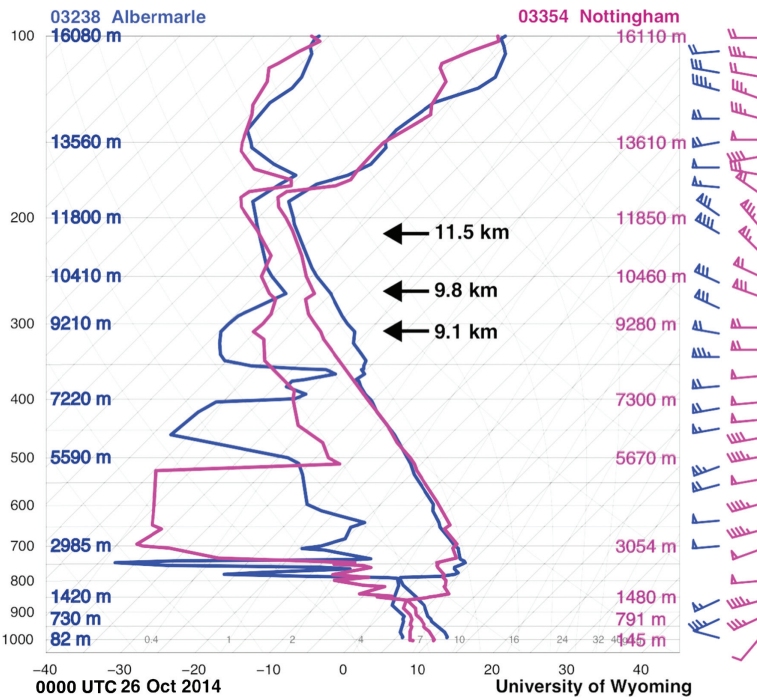 03238 Albermarle 03354 Nottingham
100 16080 m 16110 m
13560 m 13610 m
200 11800 m 11850 m
11.5 km
10410 m 10460 m
9.8 km
300 9210 m 9280 m
9.1 km
400 7220 m 7300 m
500 5590 m 5670 m
600
700 2985 m 3054 m
800
1420 m 1480 m
900
730 m 791 m
1000 82 m 0.4 1 2 4 7 10 16 24 32 45 m
−40 −30 −20 −10 0 10 20 30 40
0000 UTC 26 Oct 2014 University of Wyoming